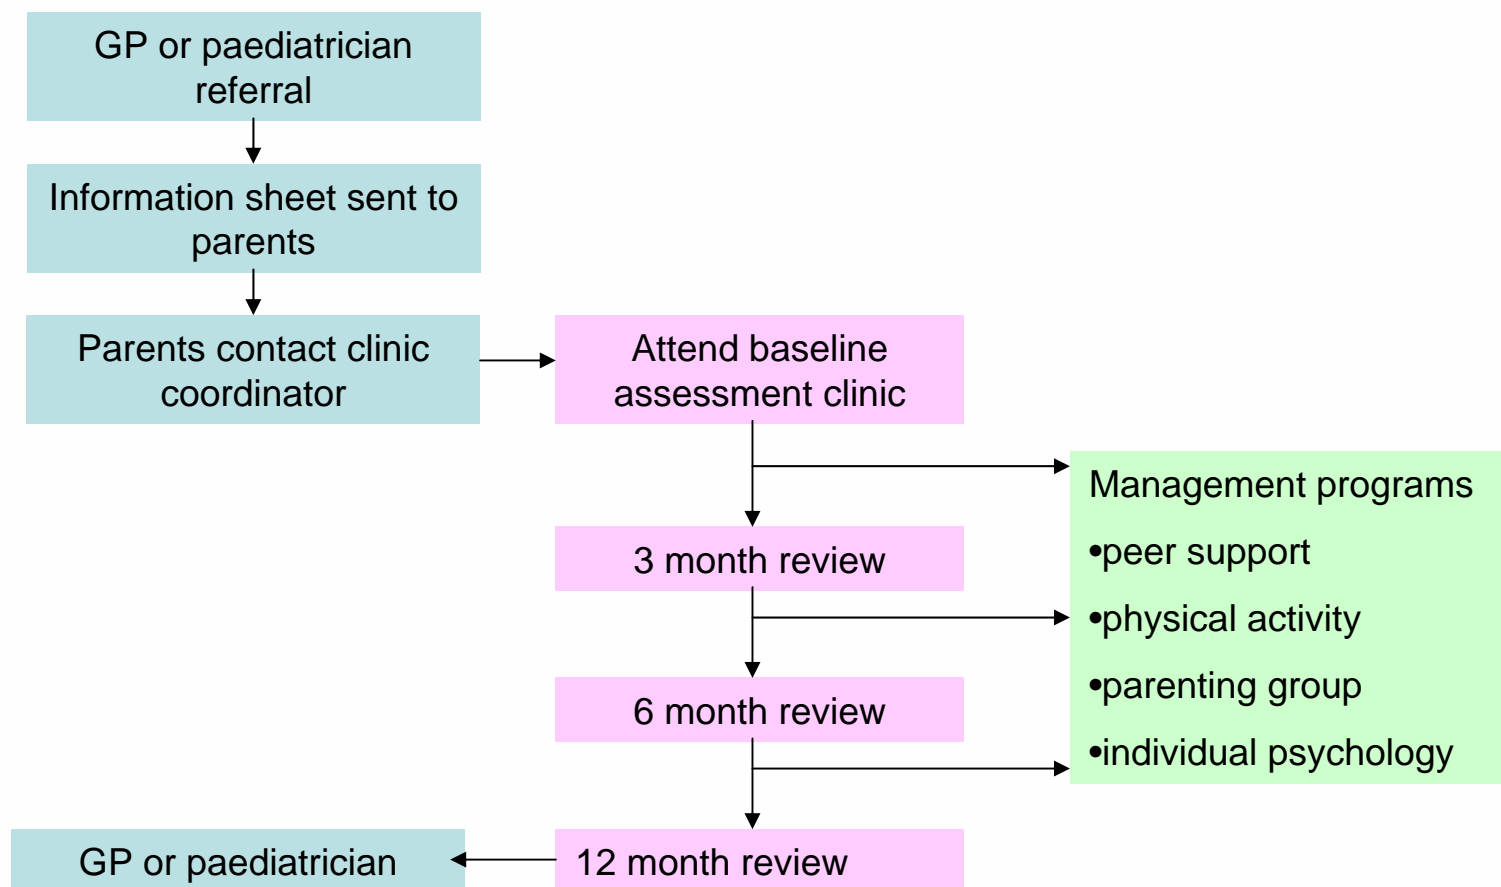 GP or paediatrician
referral
Information sheet sent to
parents
Parents contact clinic
coordinator
Attend baseline
assessment clinic
Management programs
•peer support
•physical activity
•parenting group
•individual psychology
3 month review
6 month review
12 month review
GP or paediatrician